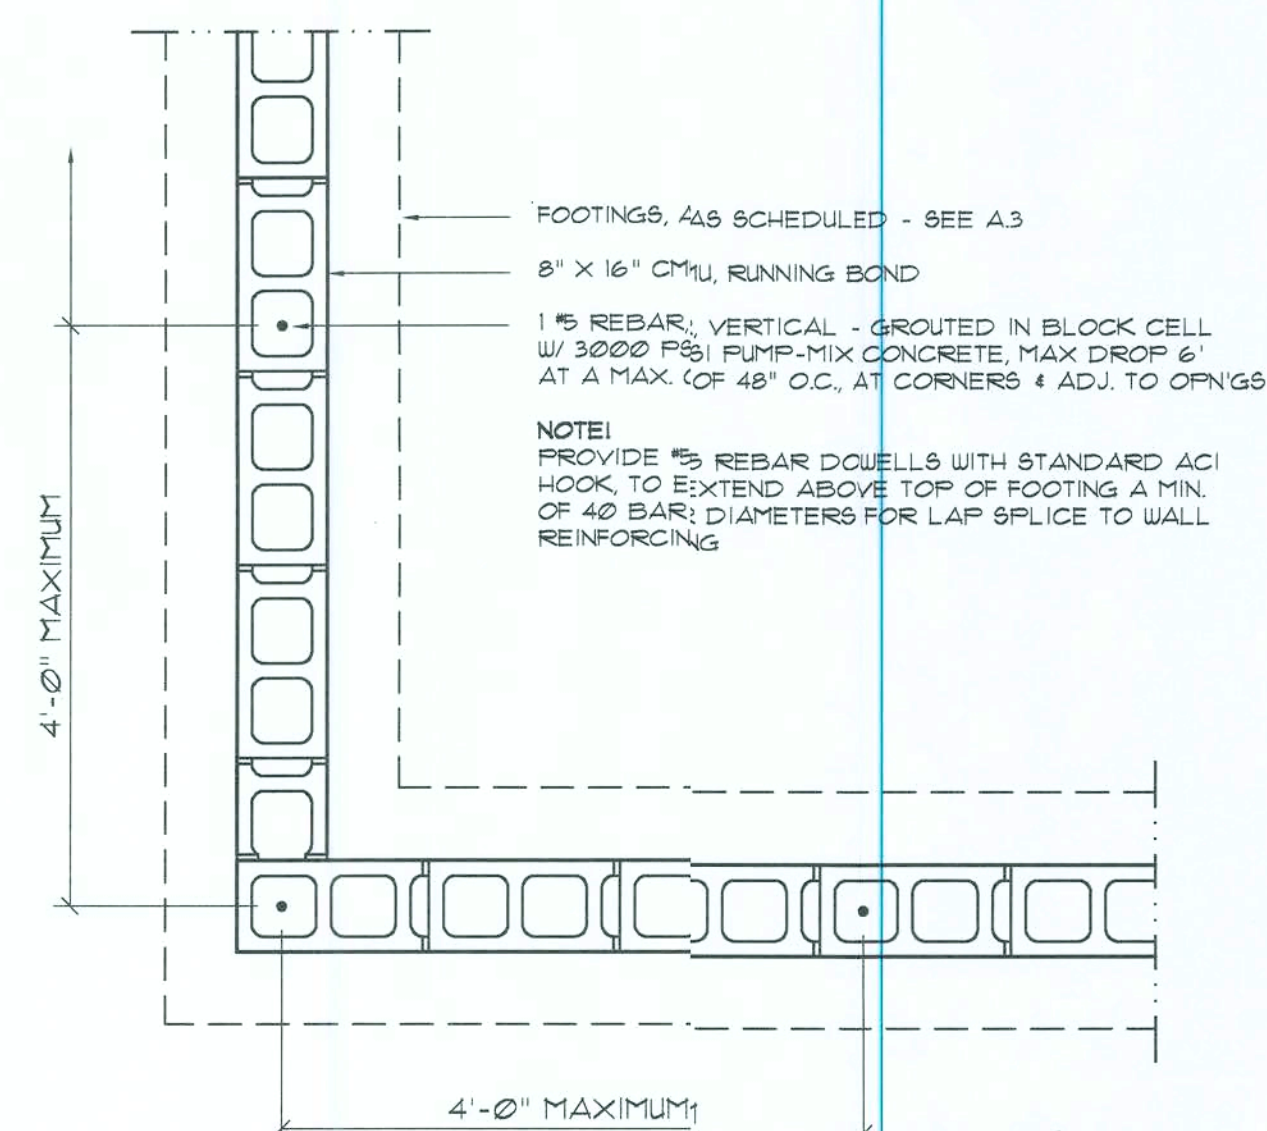 FOOTINGS, AS SCHEDULED - SEE A.3
8" X 16" CMU, RUNNING BOND
1 #5 REBAR, VERTICAL - GROUTED IN BLOCK CELL
W/ 3000 PSI PUMP-MIX CONCRETE, MAX DROP 6'
AT A MAX. OF 48" O.C., AT CORNERS & ADJ. TO OPN'GS
NOTE!
PROVIDE #5 REBAR DOWELLS WITH STANDARD ACI
HOOK, TO EXTEND ABOVE TOP OF FOOTING A MIN.
OF 40 BAR DIAMETERS FOR LAP SPLICE TO WALL
REINFORCING
4'-0" MAXIMUM
4'-0" MAXIMUM